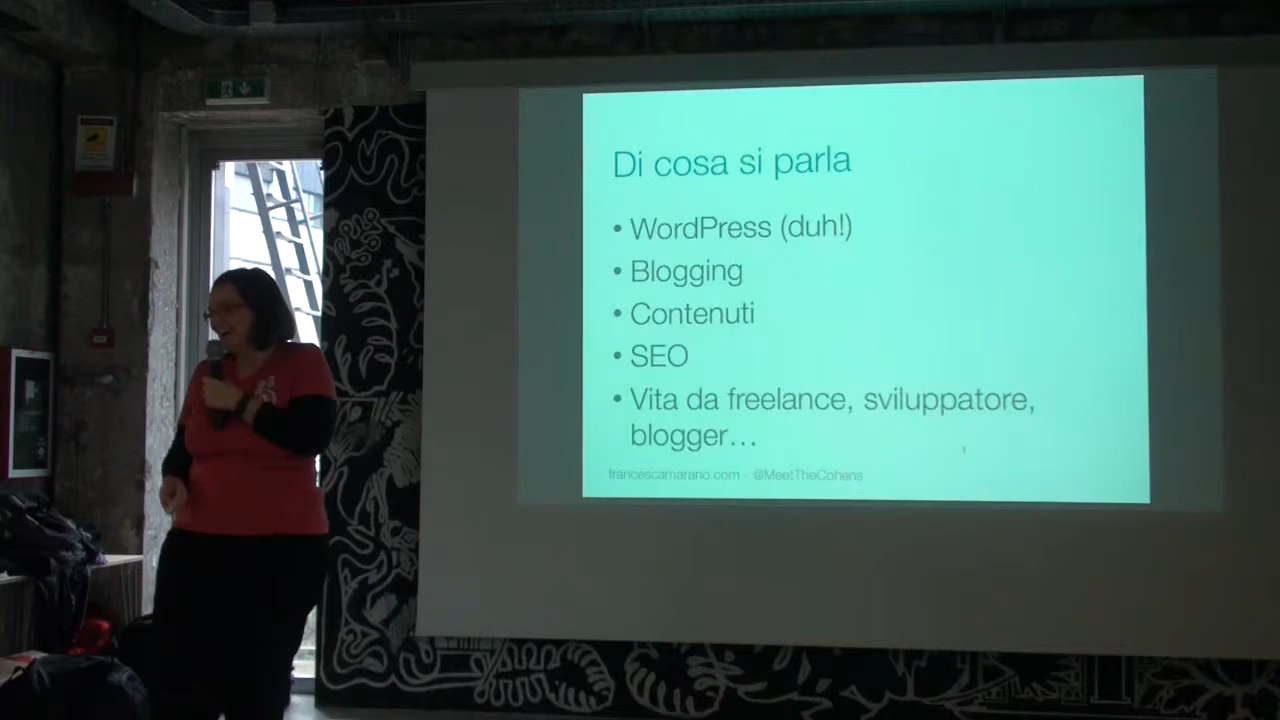 Di cosa si parla
• WordPress (duh!)
• Blogging
• Contenuti
• SEO
• Vita da freelance, sviluppatore,
blogger…
francescamarano.com - @MeetTheCohens